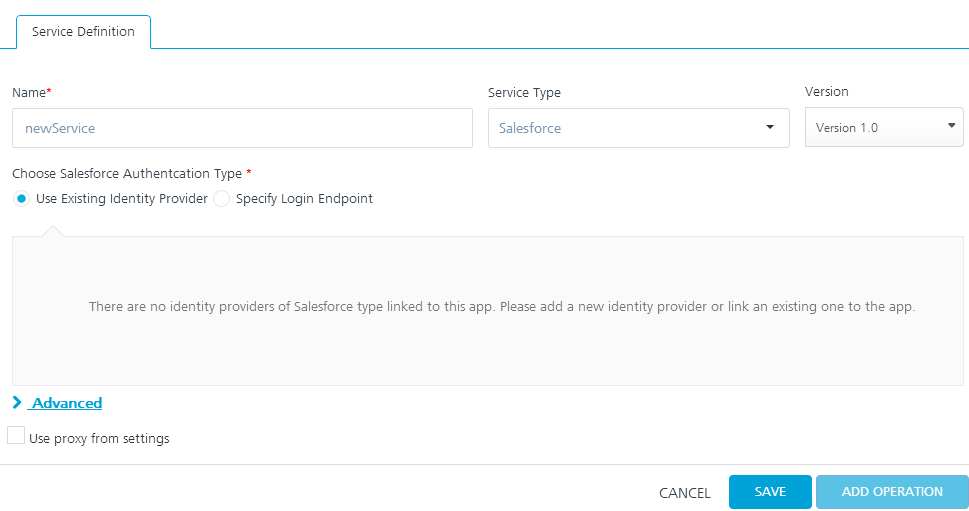 Service Definition
Name*
Service Type
Version
newService
Salesforce
Version 1.0
Choose Salesforce Authentcation Type *
Use Existing Identity Provider
Specify Login Endpoint
There are no identity providers of Salesforce type linked to this app. Please add a new identity provider or link an existing one to the app.
Advanced
Use proxy from settings
CANCEL
SAVE
ADD OPERATION